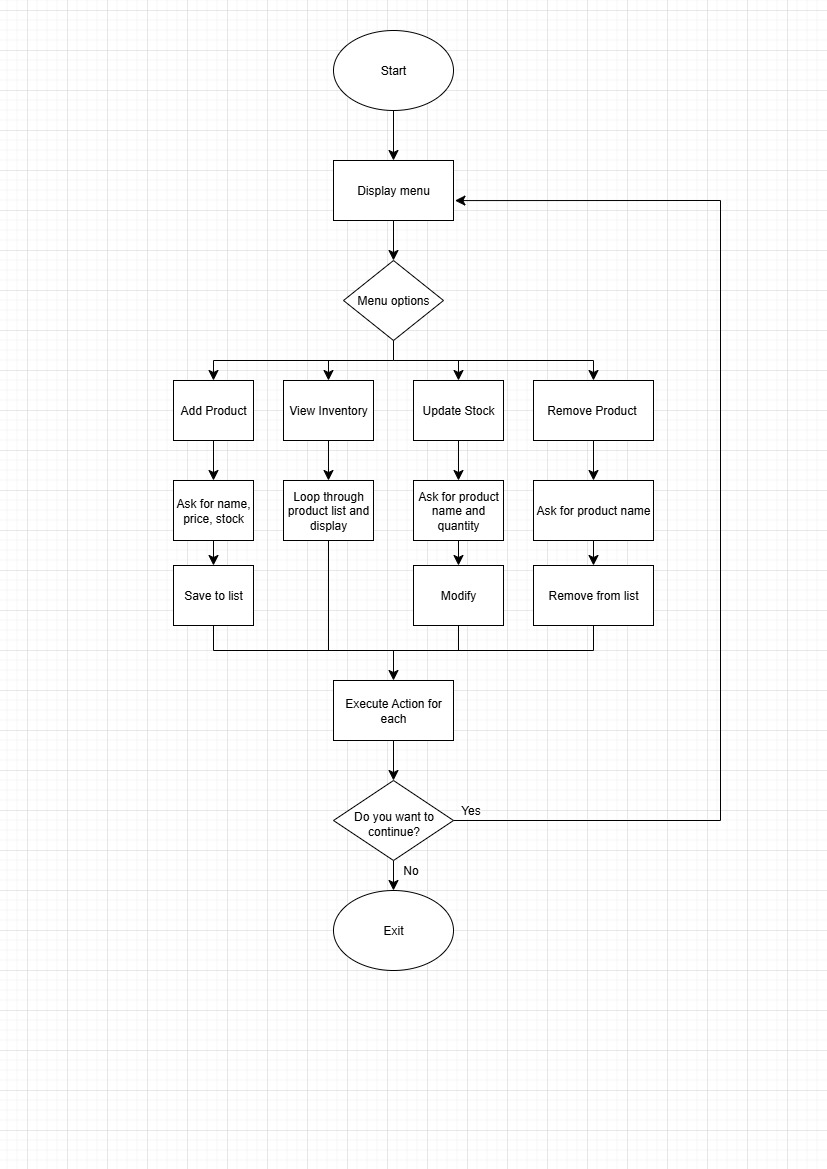 Start
Display menu
Menu options
Add Product
View Inventory
Update Stock
Remove Product
Ask for name,
price, stock
Loop through
product list and
display
Ask for product
name and
quantity
Ask for product name
Save to list
Modify
Remove from list
Execute Action for
each
Do you want to
continue?
Yes
No
Exit